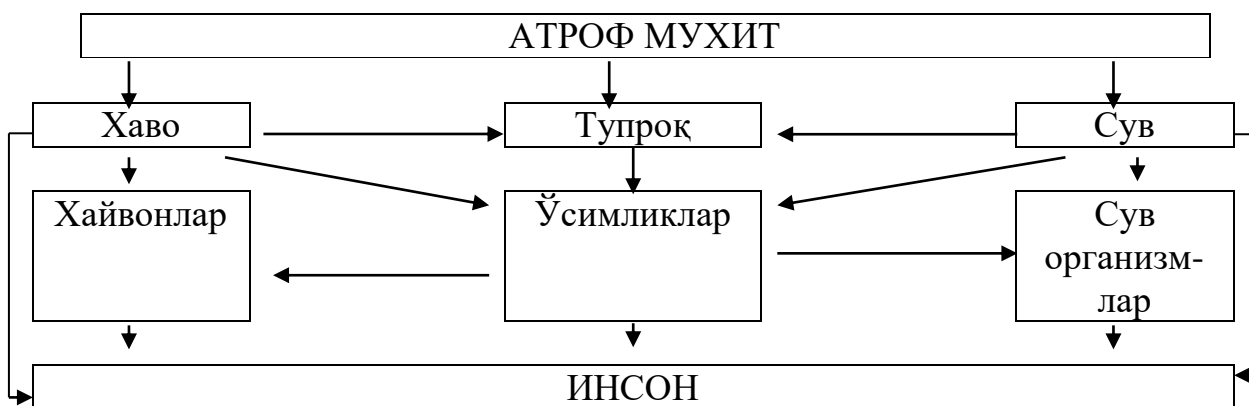 АТРОФ МУХИТ
Хаво
Тупроқ
Сув
Хайвонлар
Ўсимликлар
Сув
организм-
лар
ИНСОН